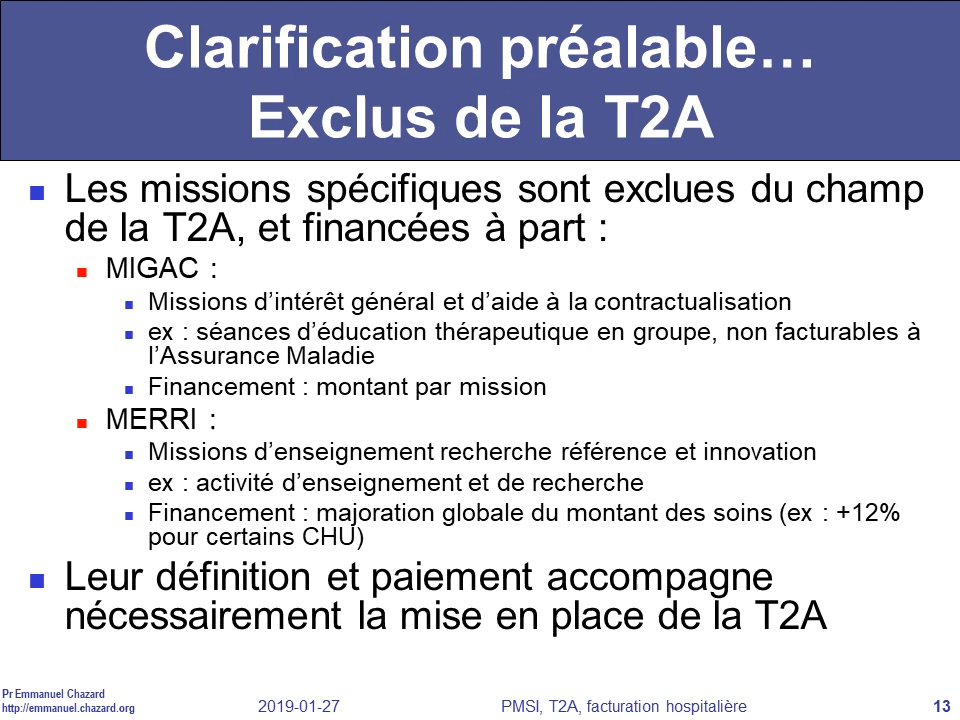 Clarification préalable…
Exclus de la T2A
Les missions spécifiques sont exclues du champ
de la T2A, et financées à part :
MIGAC :
Missions d’intérêt général et d’aide à la contractualisation
ex : séances d’éducation thérapeutique en groupe, non facturables à
l’Assurance Maladie
Financement : montant par mission
MERRI :
Missions d’enseignement recherche référence et innovation
ex : activité d’enseignement et de recherche
Financement : majoration globale du montant des soins (ex : +12%
pour certains CHU)
Leur définition et paiement accompagne
nécessairement la mise en place de la T2A
Pr Emmanuel Chazard
http://emmanuel.chazard.org
2019-01-27
PMSI, T2A, facturation hospitalière
13